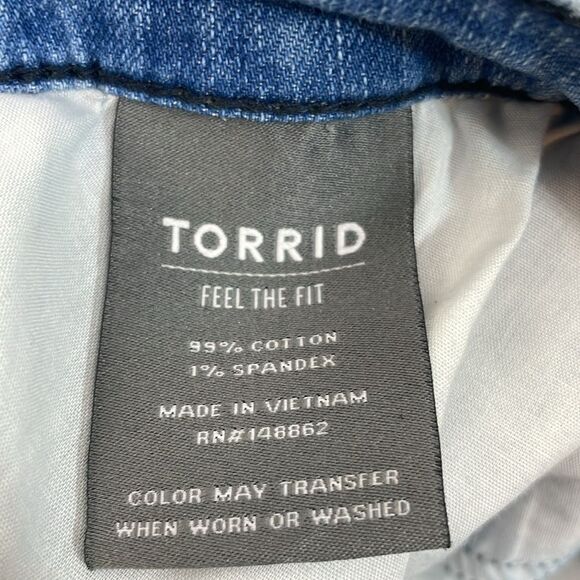 TORRID
FEEL THE FIT
99% COTTON
1% SPANDEX
MADE IN VIETNAM
RN#148862
COLOR MAY TRANSFER
WHEN WORN OR WASHED